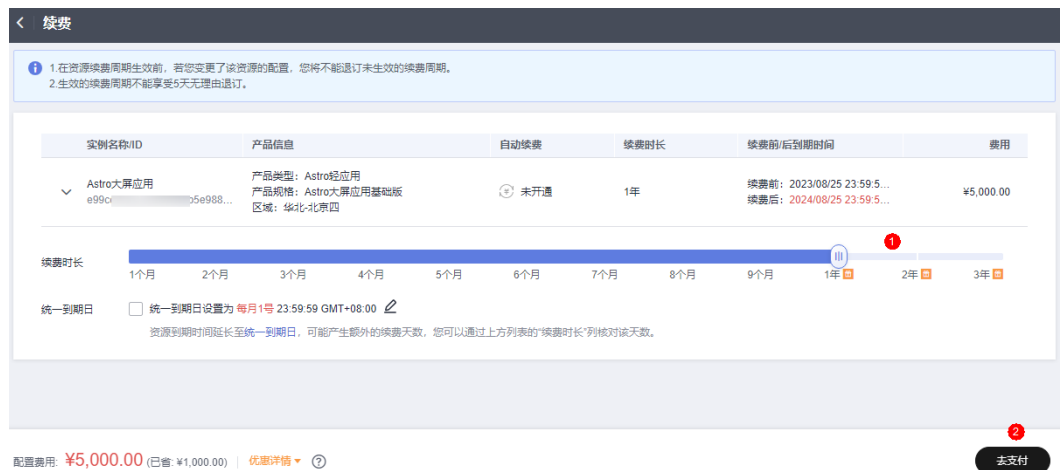 续费
1.在资源续费周期生效前，若您变更了该资源的配置，您将不能退订未生效的续费周期。
2.生效的续费周期不能享受5天无理由退订。
实例名称/ID 产品信息 自动续费 续费时长 续费前/后到期时间 费用
Astro大屏应用
e99c
b5e988...
产品类型：Astro轻应用
产品规格：Astro大屏应用基础版
区域：华北-北京四
未开通
1年
续费前：2023/08/25 23:59:5...
续费后：2024/08/25 23:59:5...
¥5,000.00
1
续费时长
1个月 2个月 3个月 4个月 5个月 6个月 7个月 8个月 9个月 1年 2年 3年
统一到期日 统一到期日设置为 每月1号 23:59:59 GMT+08:00
资源到期时间延长至统一到期日，可能产生额外的续费天数，您可以通过上方列表的“续费时长”列核对该天数。
2
配置费用: ¥5,000.00 (已省: ¥1,000.00) 优惠详情 ?
去支付